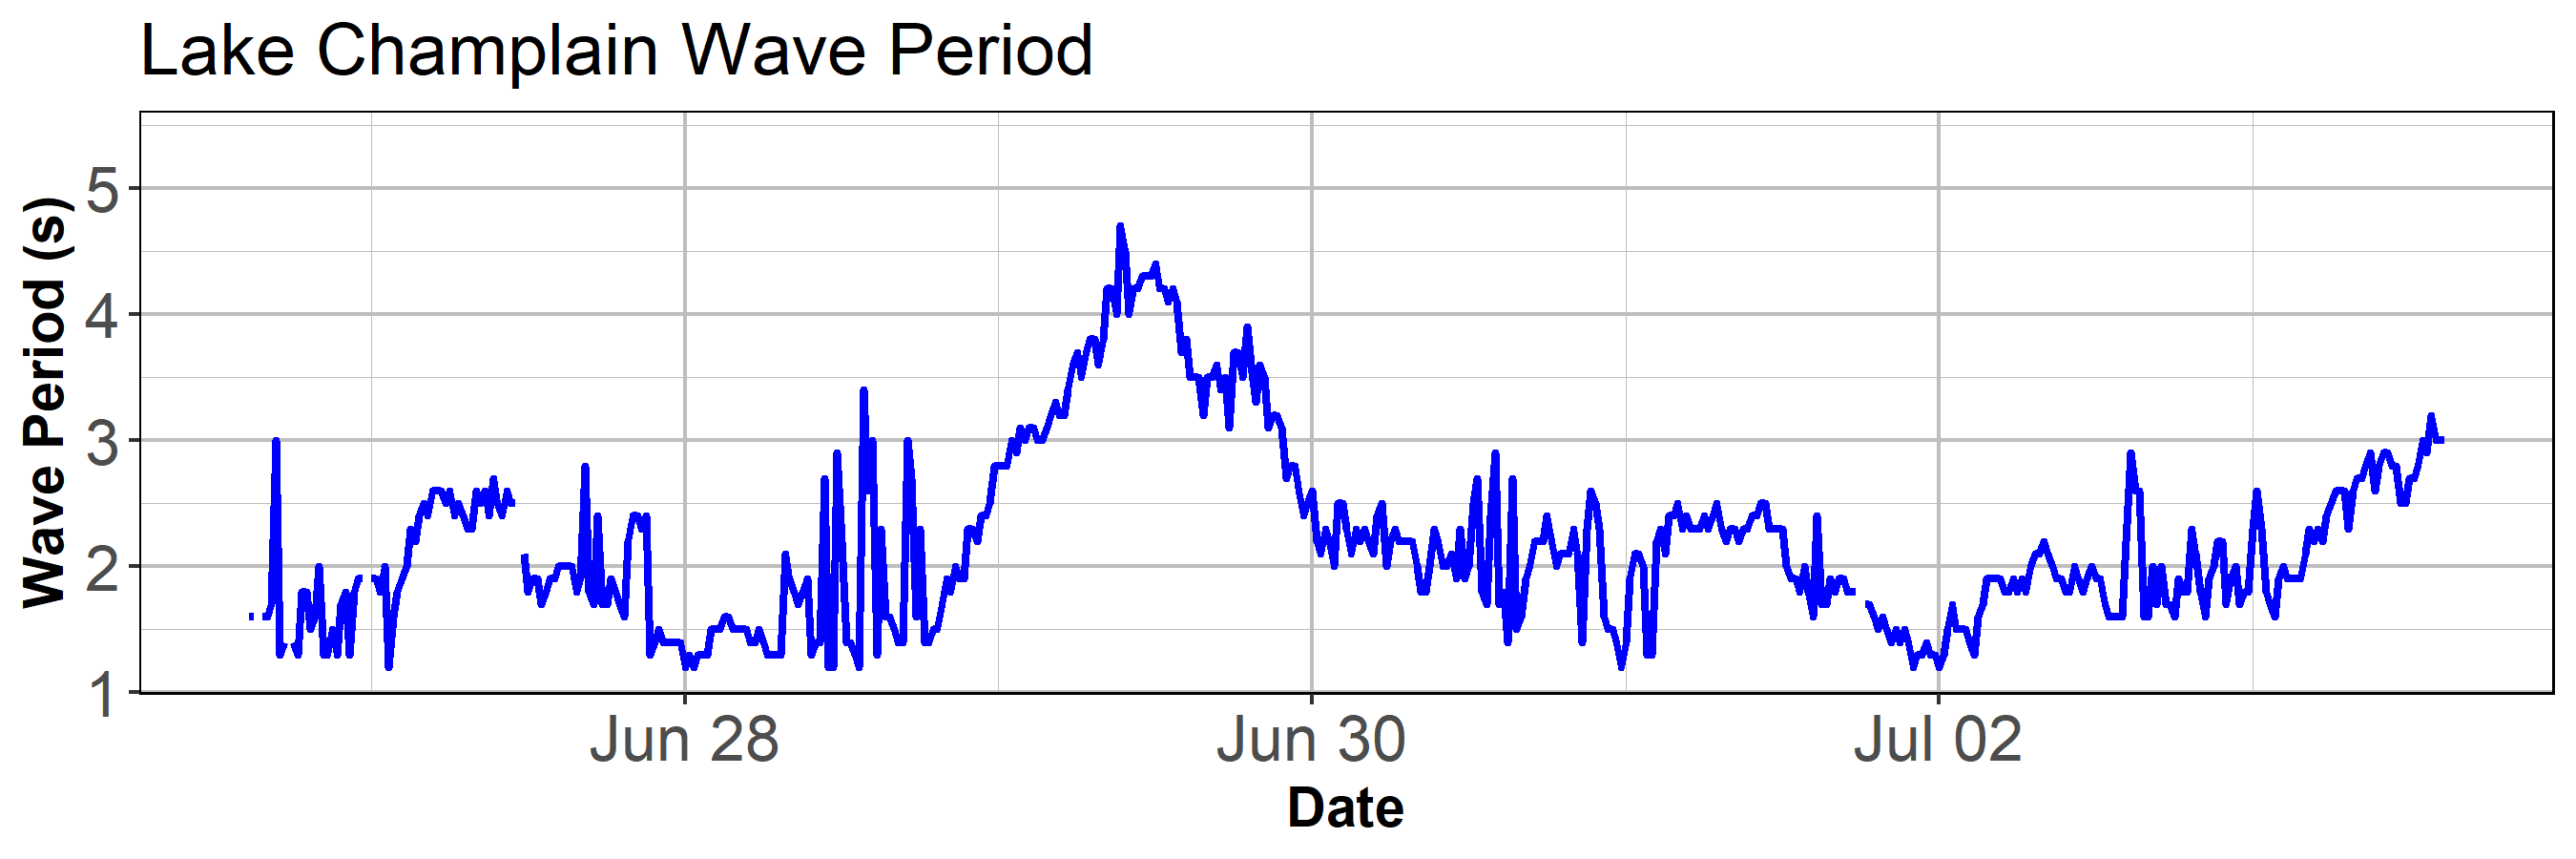 Lake Champlain Wave Period
Wave Period (s)
5
4
3
2
1
Jun 28
Jun 30
Jul 02
Date